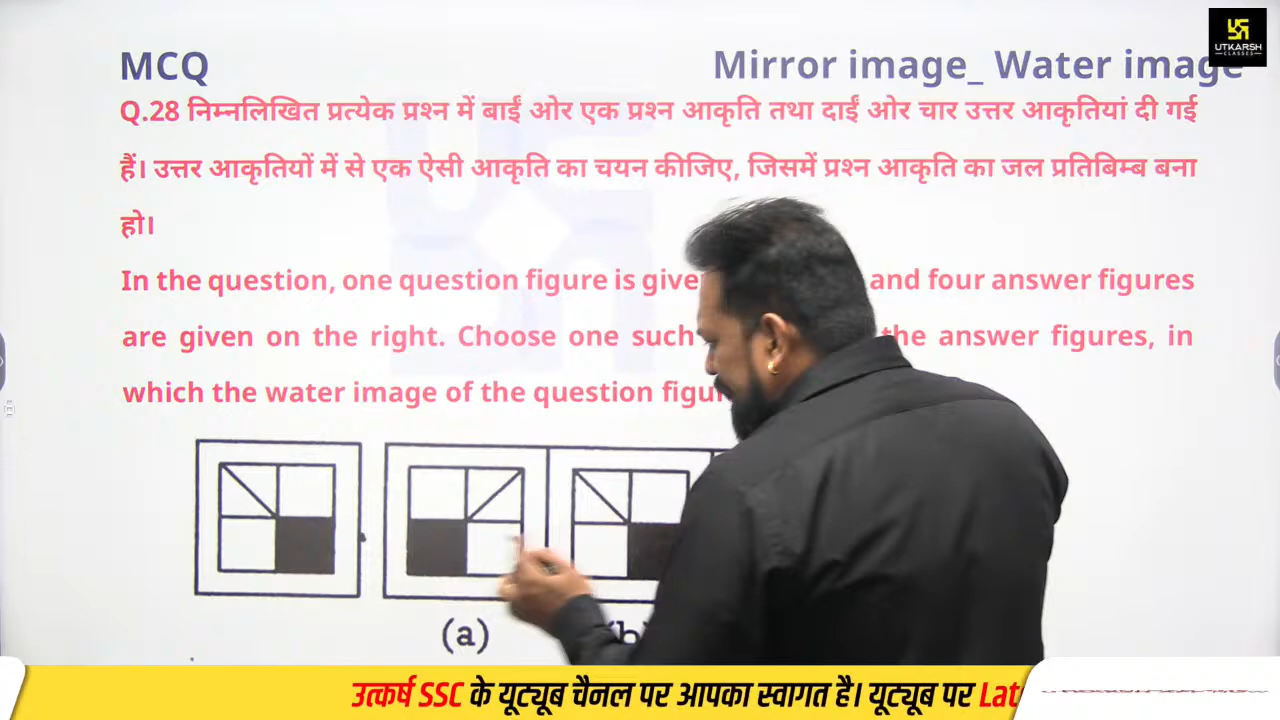 UTKARSH
CLASSES
MCQ
Mirror image_ Water image
Q.28 निम्नलिखित प्रत्येक प्रश्न में बाईं ओर एक प्रश्न आकृति तथा दाईं ओर चार उत्तर आकृतियां दी गई
हैं। उत्तर आकृतियों में से एक ऐसी आकृति का चयन कीजिए, जिसमें प्रश्न आकृति का जल प्रतिबिम्ब बना
हो।
In the question, one question figure is and four answer figures
are given on the right. Choose one such the answer figures, in
which the water image of the question
(a)
उत्कर्ष SSC के यूट्यूब चैनल पर आपका स्वागत है। यूट्यूब पर